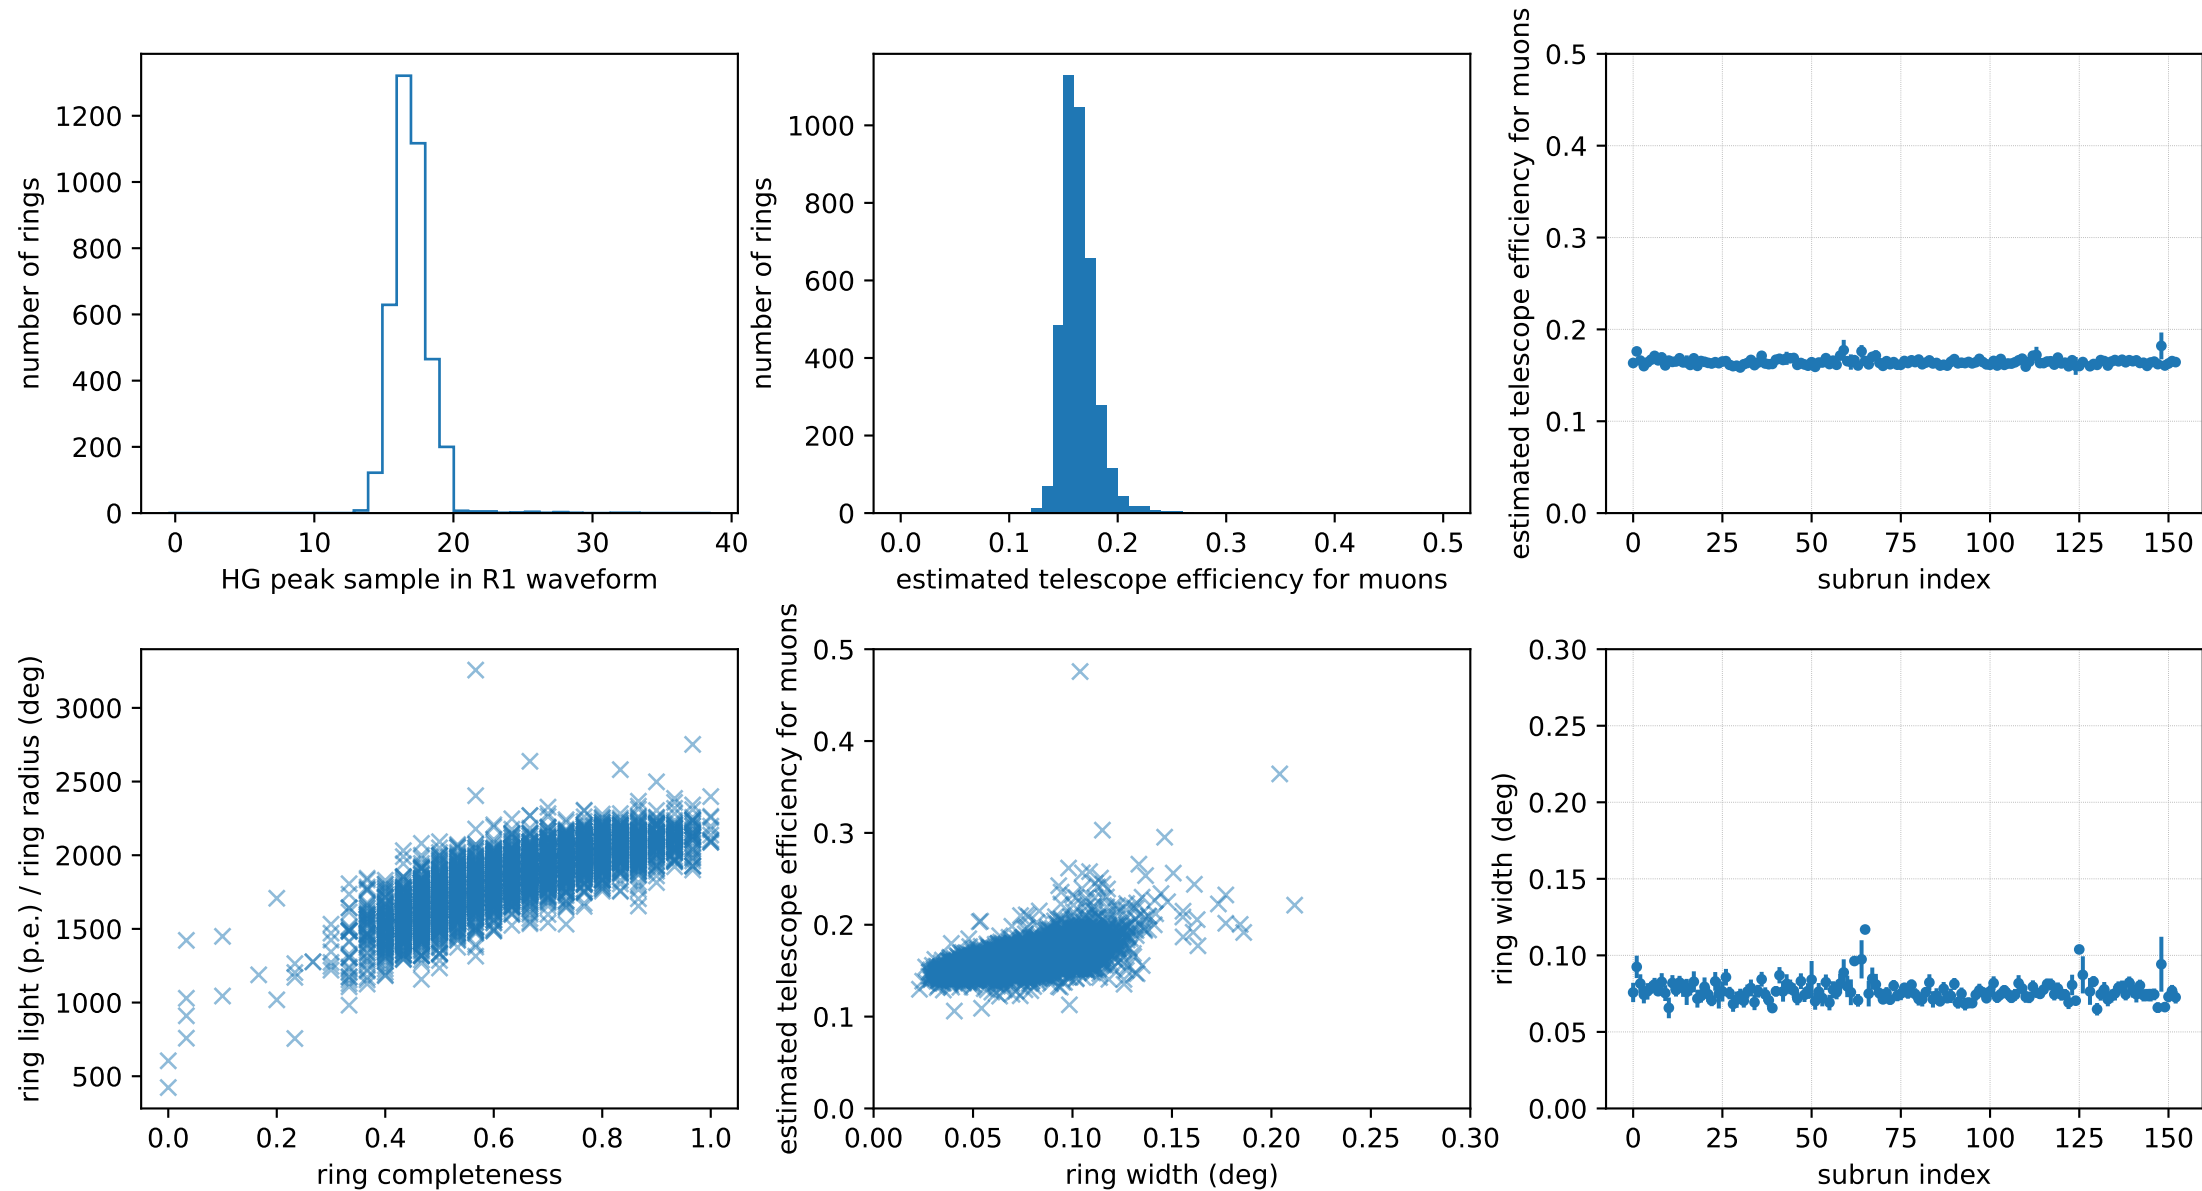 number of rings
1200
1000
800
600
400
200
0
0 10 20 30 40
HG peak sample in R1 waveform
number of rings
1000
800
600
400
200
0
0.0 0.1 0.2 0.3 0.4 0.5
estimated telescope efficiency for muons
estimated telescope efficiency for muons
0.5
0.4
0.3
0.2
0.1
0.0
0 25 50 75 100 125 150
subrun index
ring light (p.e.) / ring radius (deg)
3000
2500
2000
1500
1000
500
0.0 0.2 0.4 0.6 0.8 1.0
ring completeness
estimated telescope efficiency for muons
0.5
0.4
0.3
0.2
0.1
0.0
0.00 0.05 0.10 0.15 0.20 0.25 0.30
ring width (deg)
ring width (deg)
0.30
0.25
0.20
0.15
0.10
0.05
0.00
0 25 50 75 100 125 150
subrun index